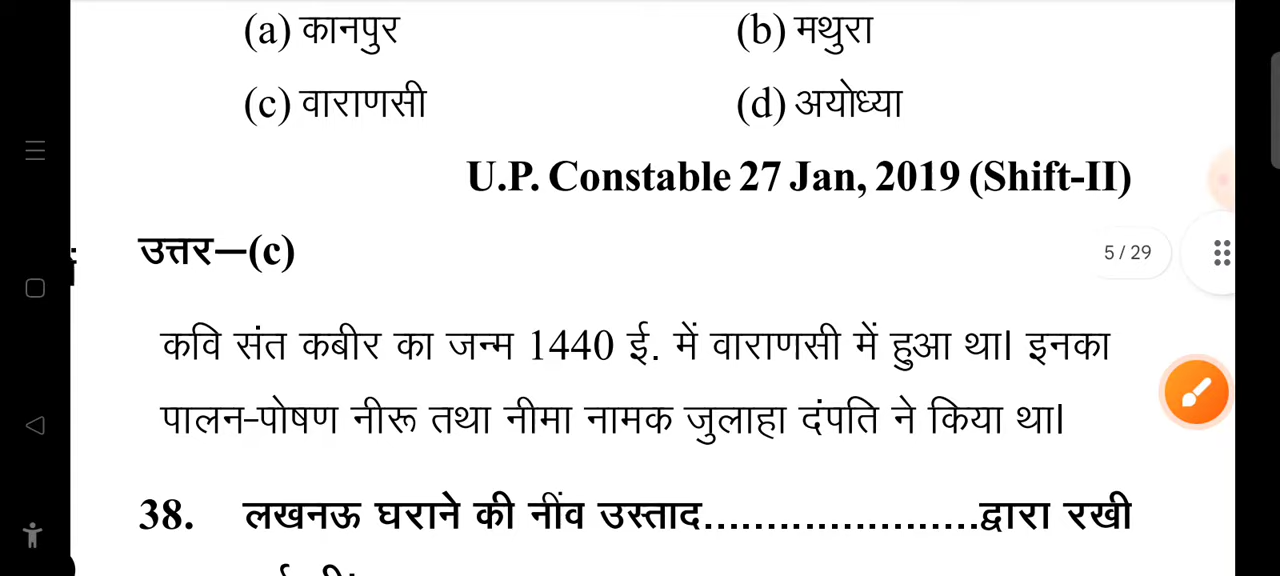 (a) कानपुर (b) मथुरा
(c) वाराणसी (d) अयोध्या
U.P. Constable 27 Jan, 2019 (Shift-II)
उत्तर–(c)
5 / 29
कवि संत कबीर का जन्म 1440 ई. में वाराणसी में हुआ था। इनका
पालन-पोषण नीरू तथा नीमा नामक जुलाहा दंपति ने किया था।
38. लखनऊ घराने की नींव उस्ताद......................द्वारा रखी